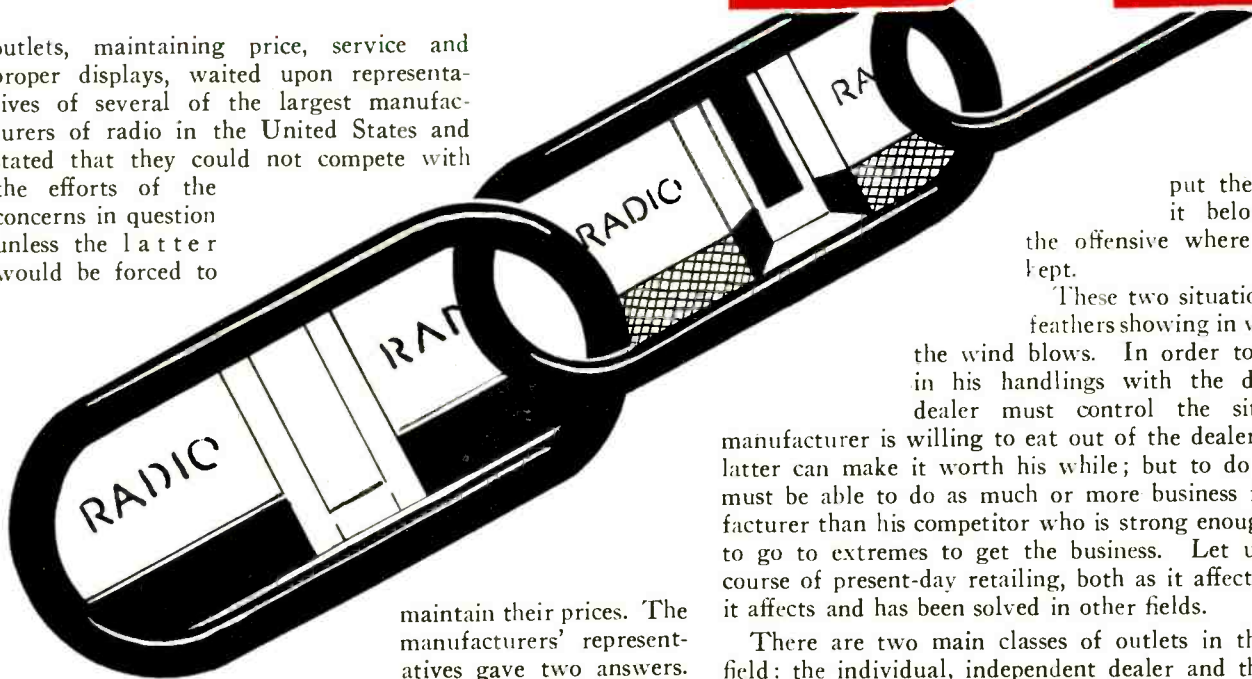 outlets, maintaining price, service and
proper displays, waited upon representa-
tives of several of the largest manufac-
turers of radio in the United States and
stated that they could not compete with
the efforts of the
concerns in question
unless the latter
would be forced to
RADIO
RAD
RADIO
RA
maintain their prices. The
manufacturers' represent-
atives gave two answers.
put the
it belo
the offensive where
kept.
These two situatio
feathers showing in w
the wind blows. In order to
in his handlings with the d
dealer must control the sit
manufacturer is willing to eat out of the dealer
latter can make it worth his while; but to do
must be able to do as much or more business
facturer than his competitor who is strong enoug
to go to extremes to get the business. Let u
course of present-day retailing, both as it affect
it affects and has been solved in other fields.
There are two main classes of outlets in th
field: the individual, independent dealer and th